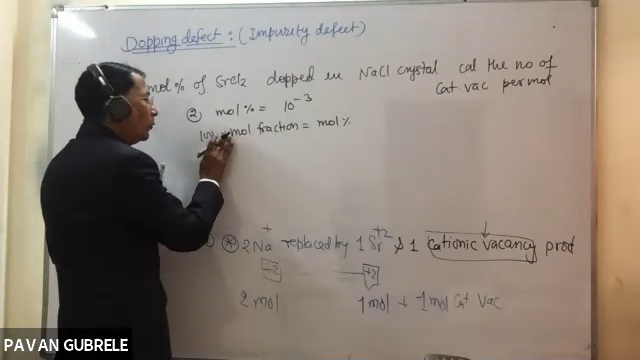 Dopping defect : (Impurity defect)
mol% of SrCl2 dopped in NaCl crystal cal the no of
Cat. vac per mol
② mol% = 10⁻³
100 × mol fraction = mol%
* 2Na⁺ replaced by 1 Sr⁺² & 1 Cationic vacancy prod
+2 +2
2 mol 1 mol + 1 mol Cat Vac
PAVAN GUBRELE